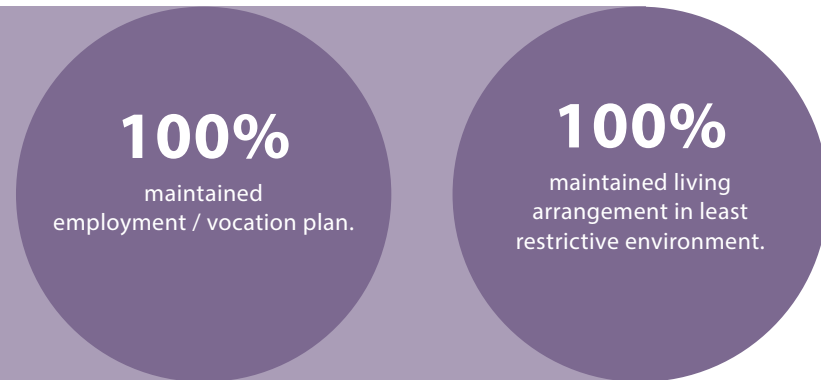 100%
maintained
employment / vocation plan.
100%
maintained living
arrangement in least
restrictive environment.